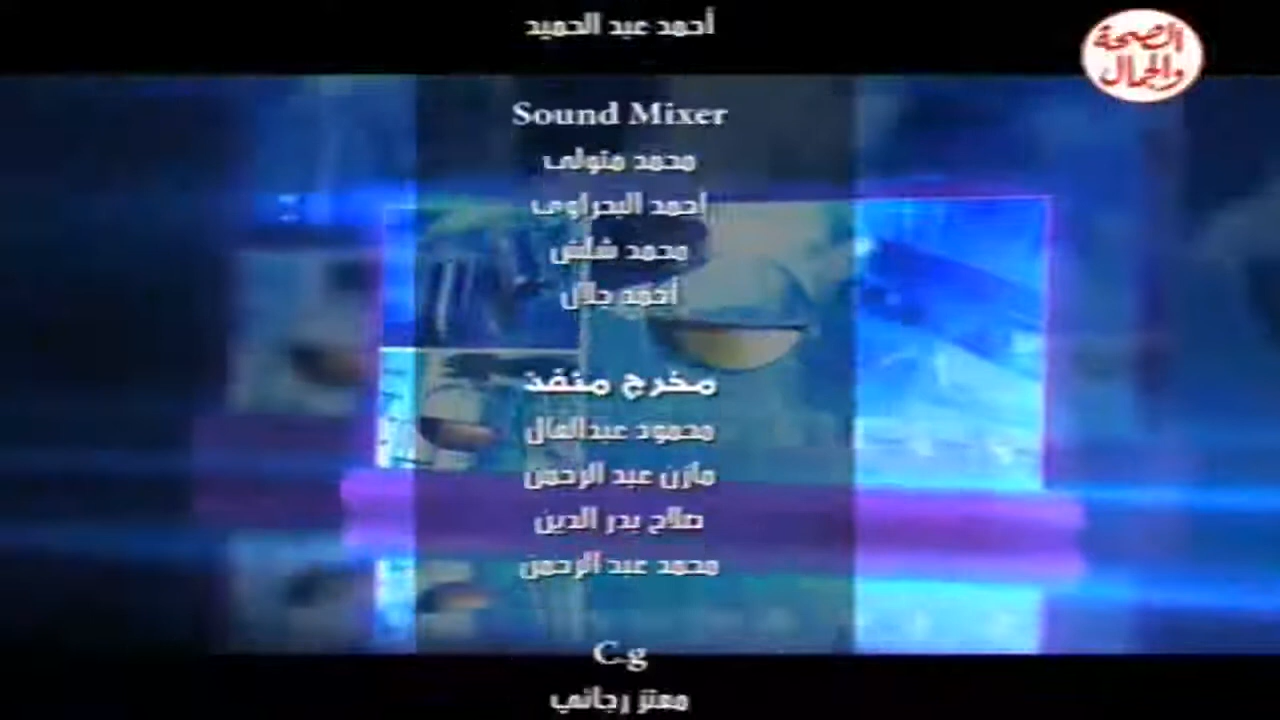 أحمد عبد الحميد
الصحة
والجمال
Sound Mixer
محمد متولى
أحمد البحراوى
محمد شلش
أحمد جلال
مخرج منفذ
محمود عبدالعال
مازن عبد الرحمن
صلاح بدر الدين
محمد عبد الرحمن
C.g
معتز رجائي